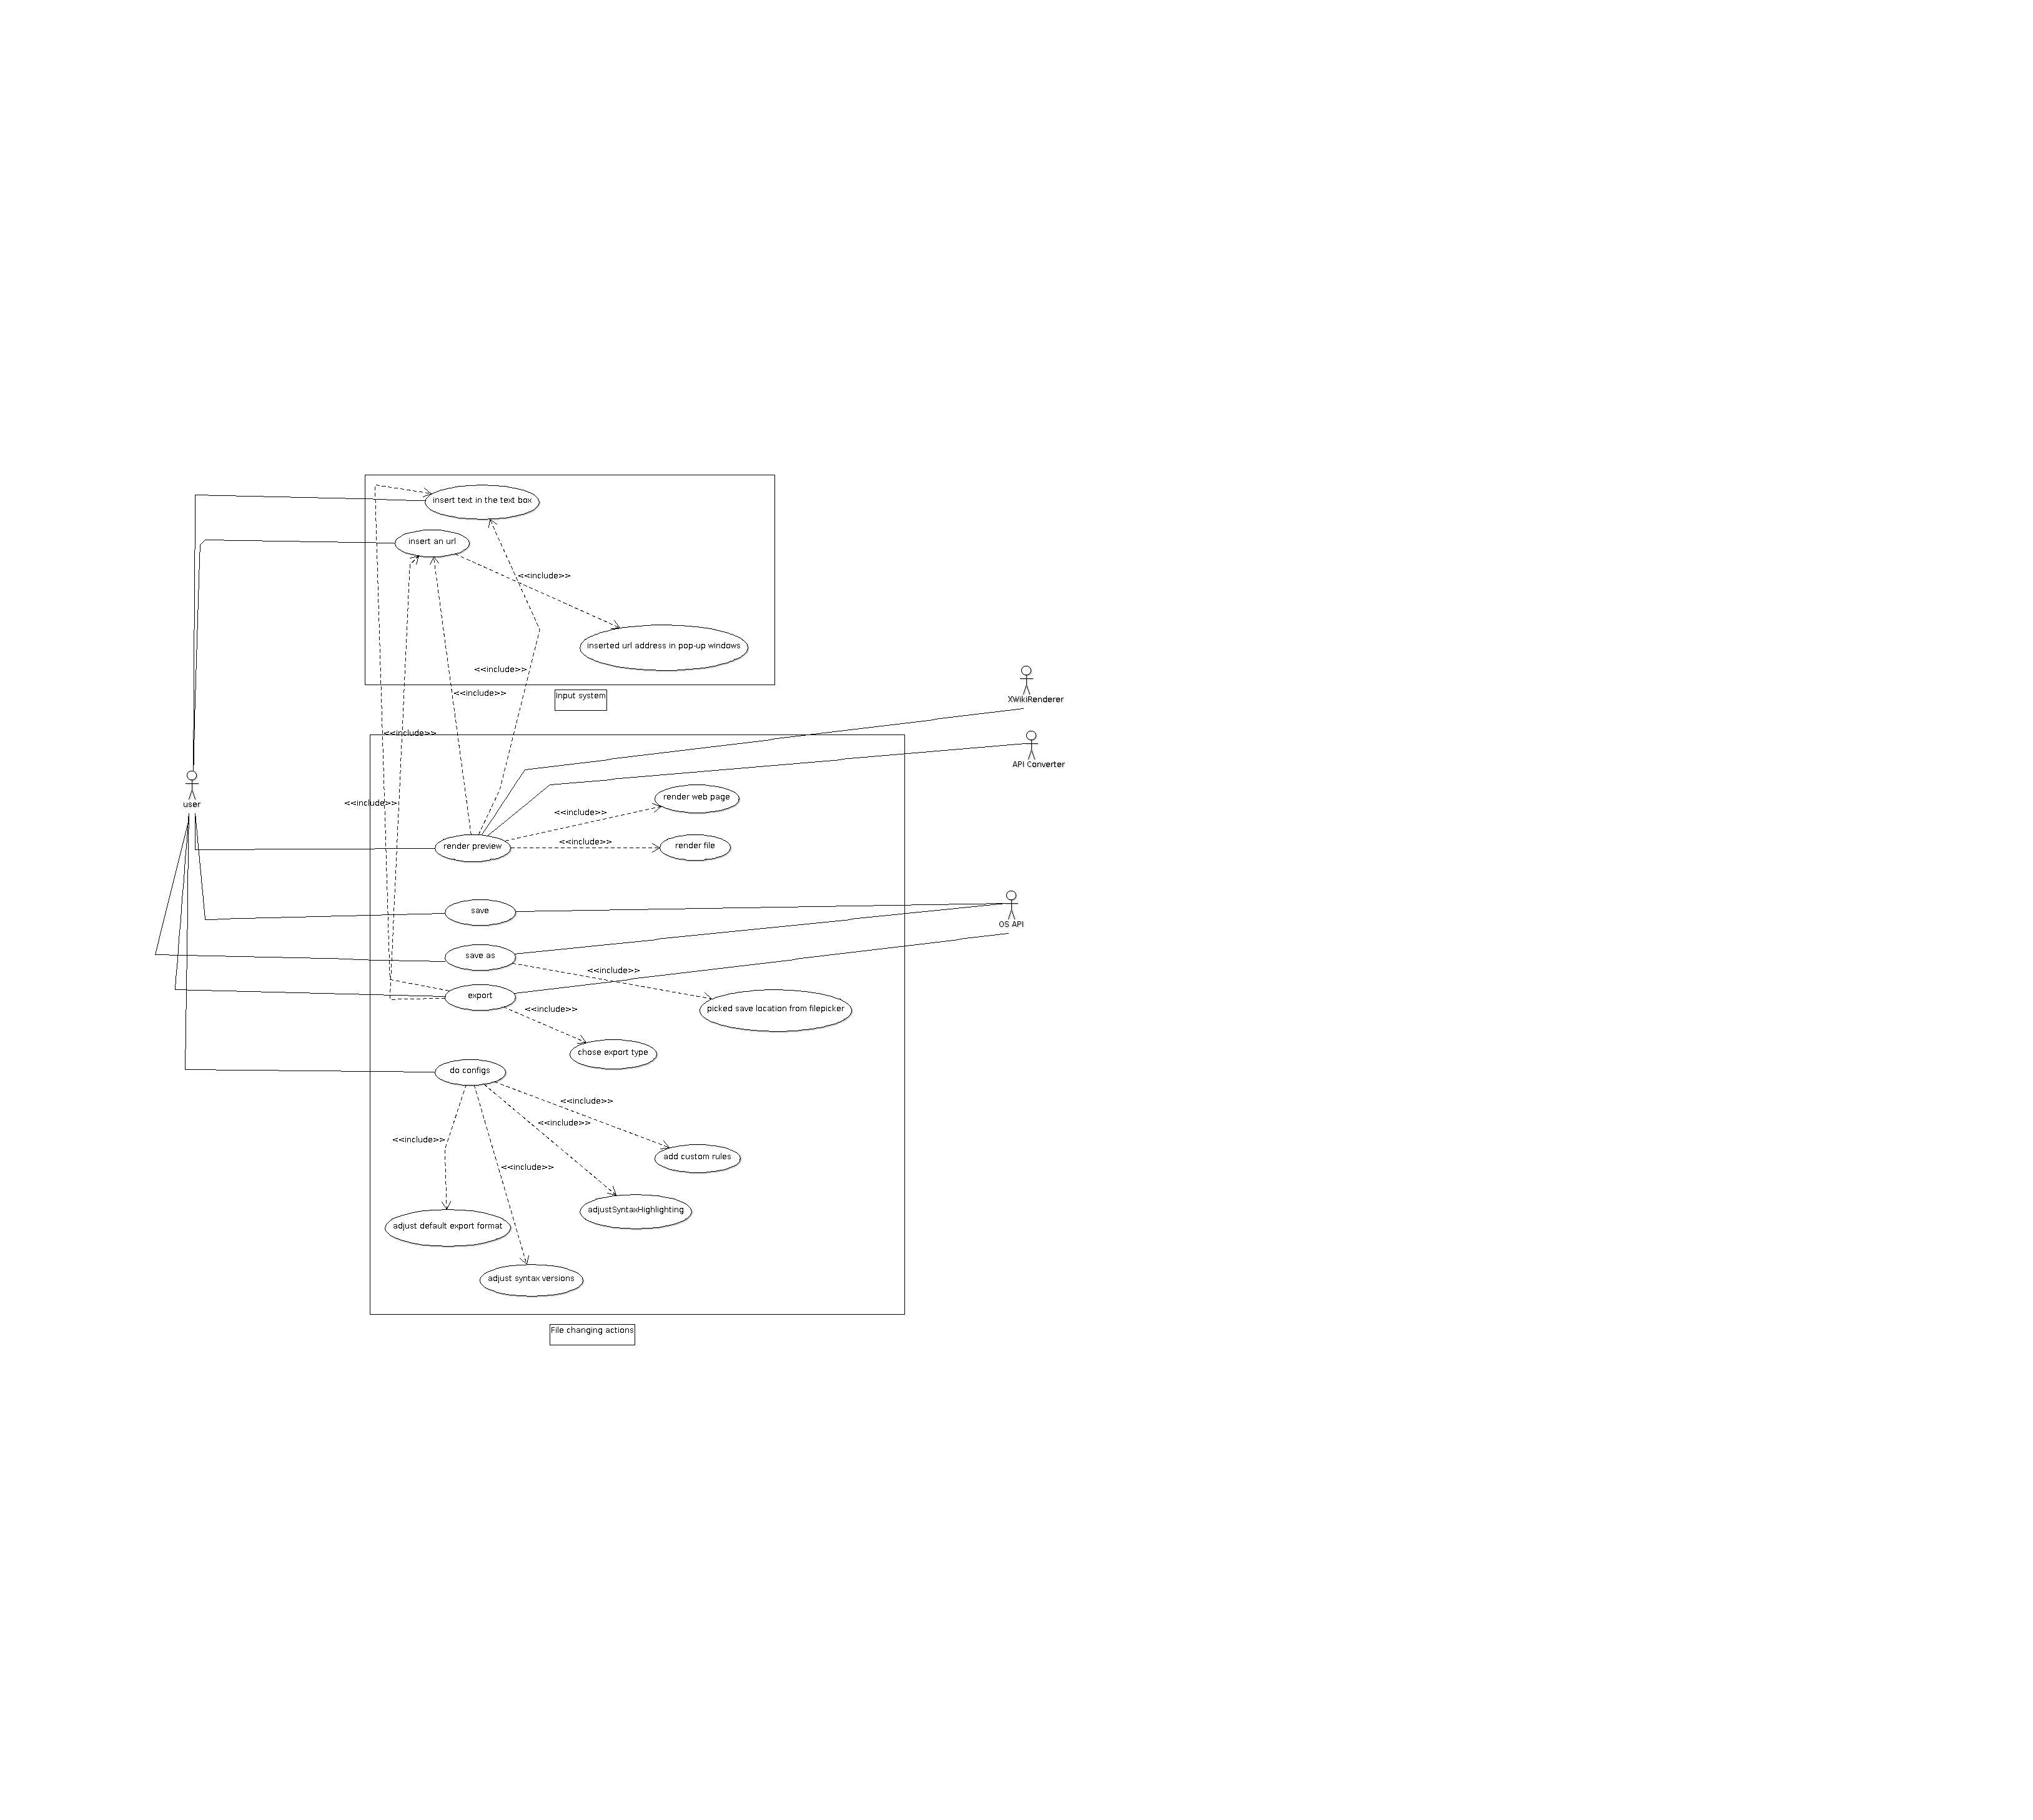 insert text in the text box
insert an url
<<include>>
inserted url address in pop-up windows
<<include>>
<<include>>
Input system
XWikiRenderer
<<include>>
API Converter
user
<<include>>
render web page
<<include>>
render preview
<<include>>
render file
save
OS API
save as
<<include>>
export
<<include>>
picked save location from filepicker
chose export type
do configs
<<include>>
<<include>>
<<include>>
add custom rules
<<include>>
adjustSyntaxHighlighting
adjust default export format
adjust syntax versions
File changing actions